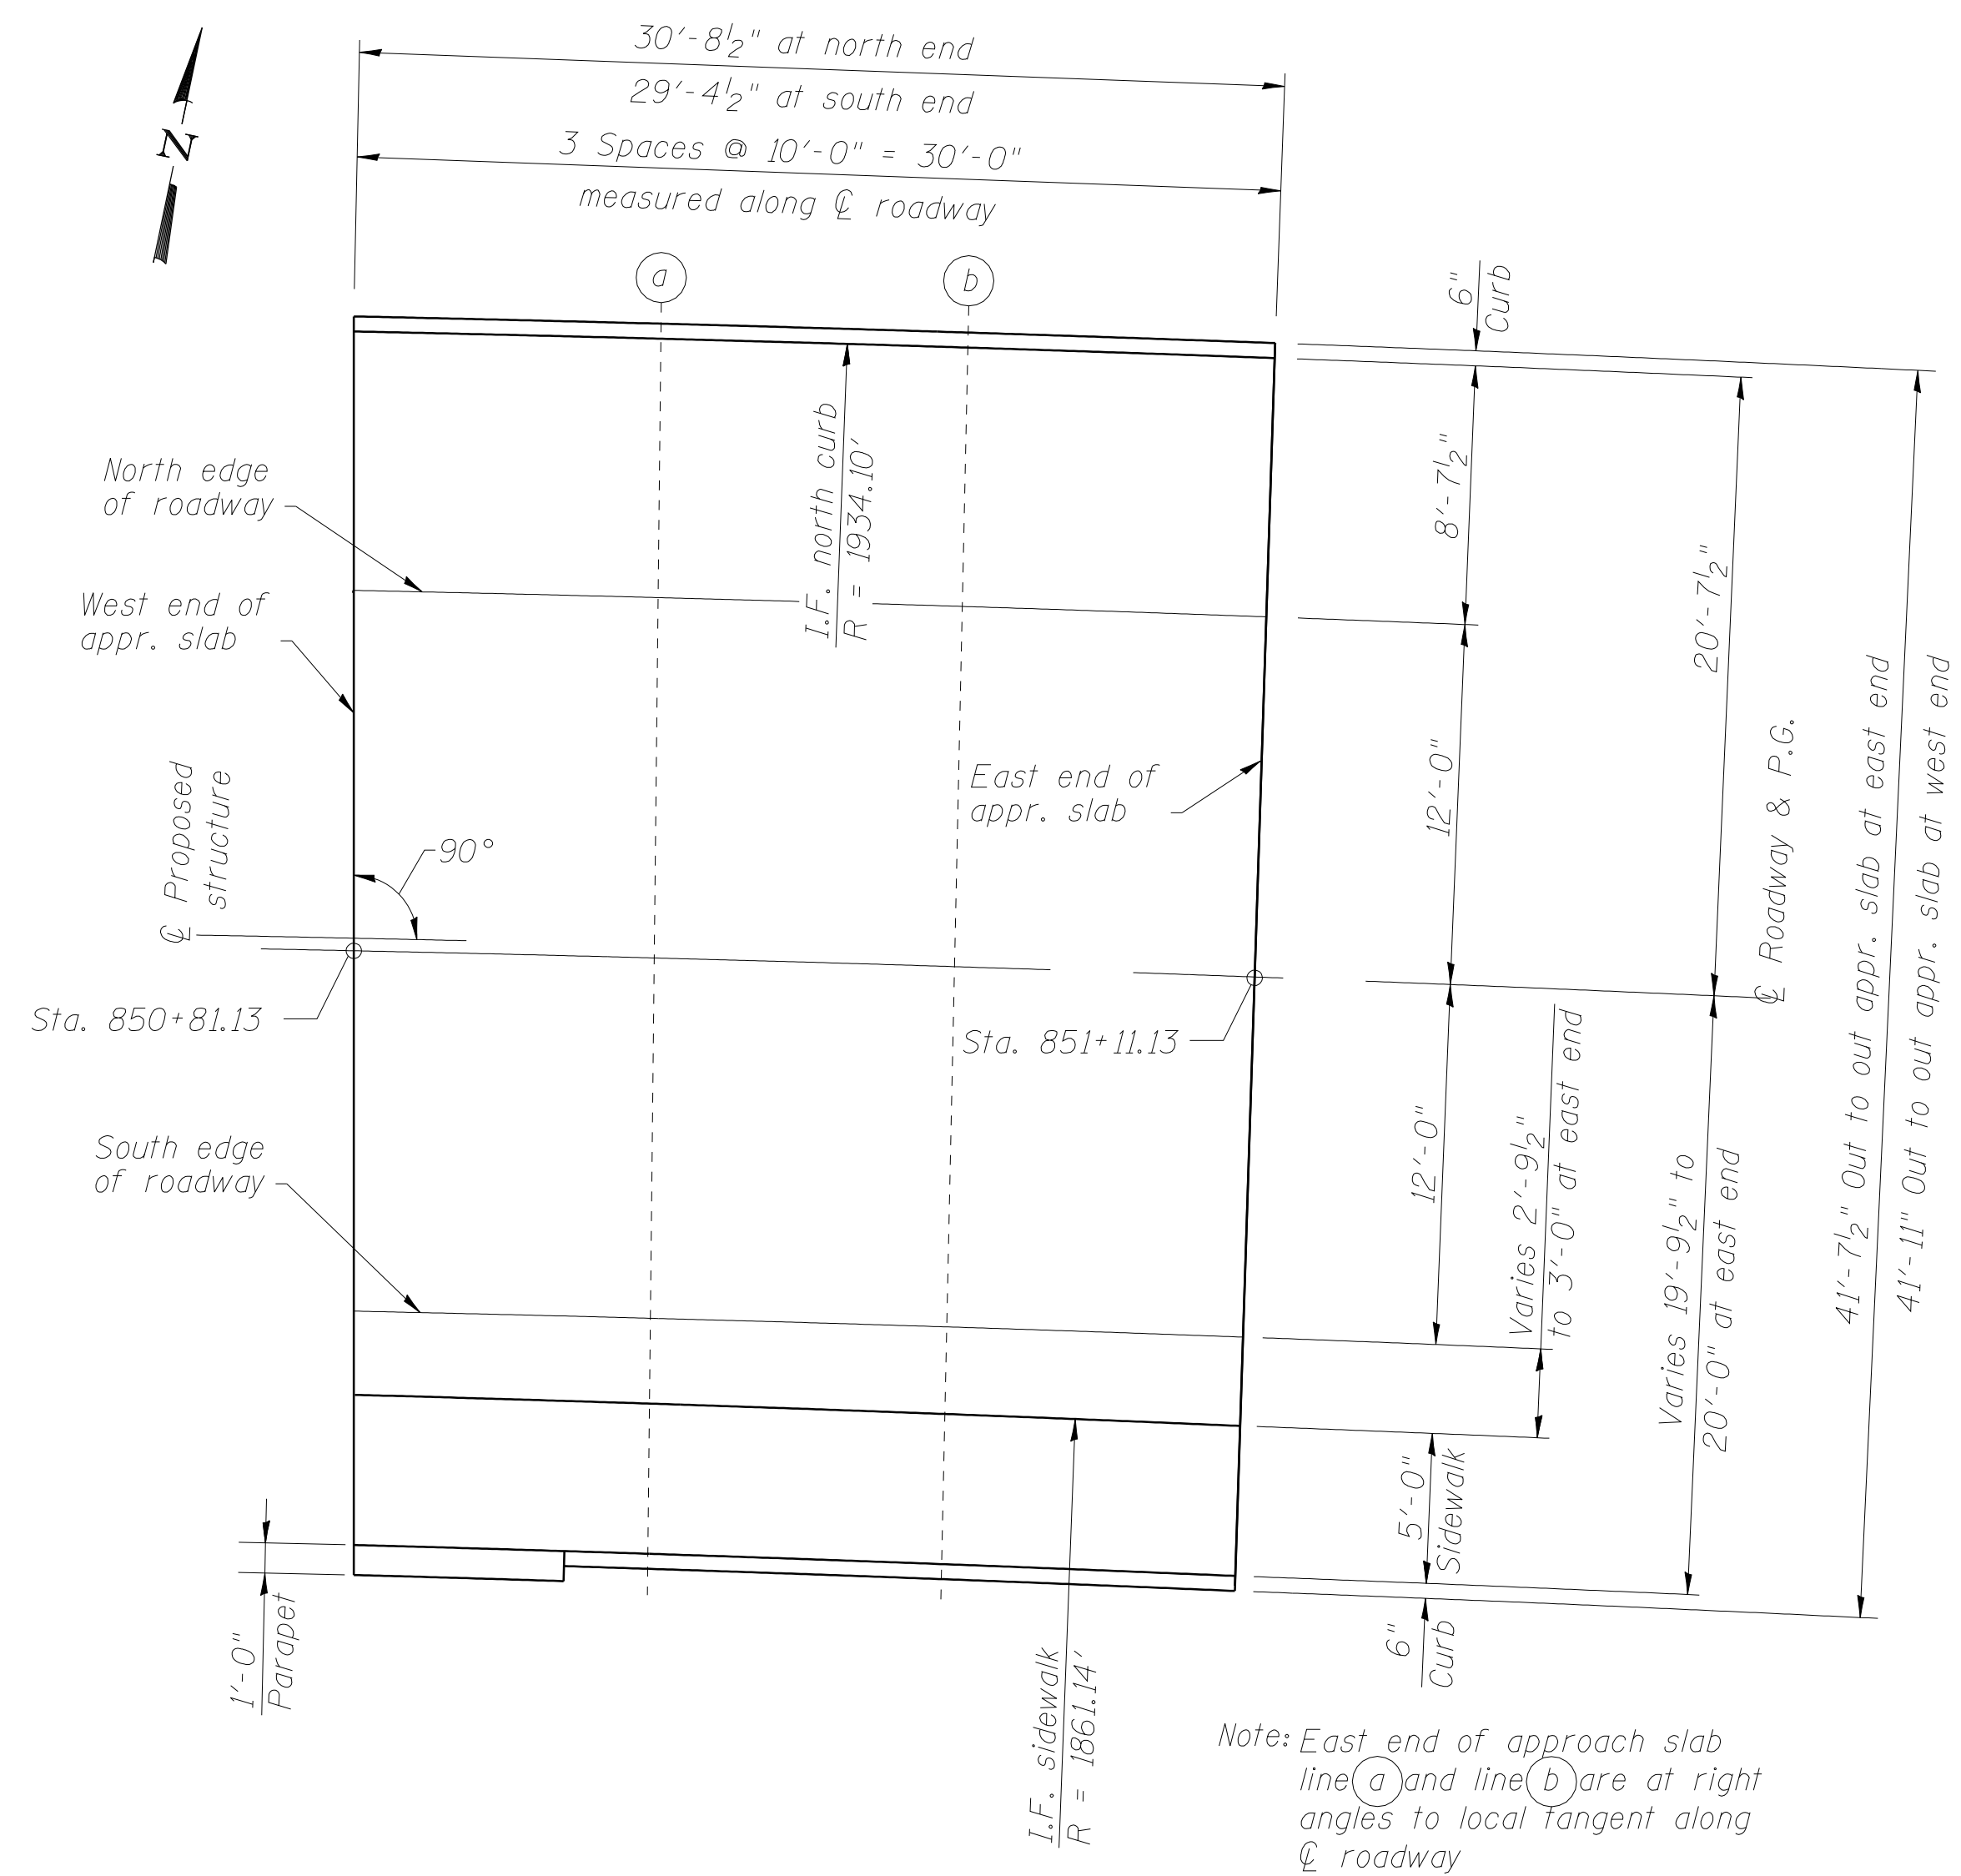 30'-8½" at north end
29'-4½" at south end
3 Spaces @ 10'-0" = 30'-0"
measured along ℄ roadway
N
a
b
6"
Curb
8'-7½"
20'-7½"
12'-0"
I.F. north curb
R = 1934.10'
North edge
of roadway
West end of
appr. slab
East end of
appr. slab
℄ Proposed
structure
90°
℄ Roadway & P.G.
41'-7½" Out to out appr. slab at east end
41'-11" Out to out appr. slab at west end
Sta. 850+81.13
Sta. 851+11.13
12'-0"
Varies 2'-9½"
to 3'-0" at east end
Varies 19'-9½" to
20'-0" at east end
South edge
of roadway
5'-0"
Sidewalk
6"
Curb
1'-0"
Parapet
I.F. sidewalk
R = 1861.14'
Note: East end of approach slab
line a and line b are at right
angles to local tangent along
℄ roadway